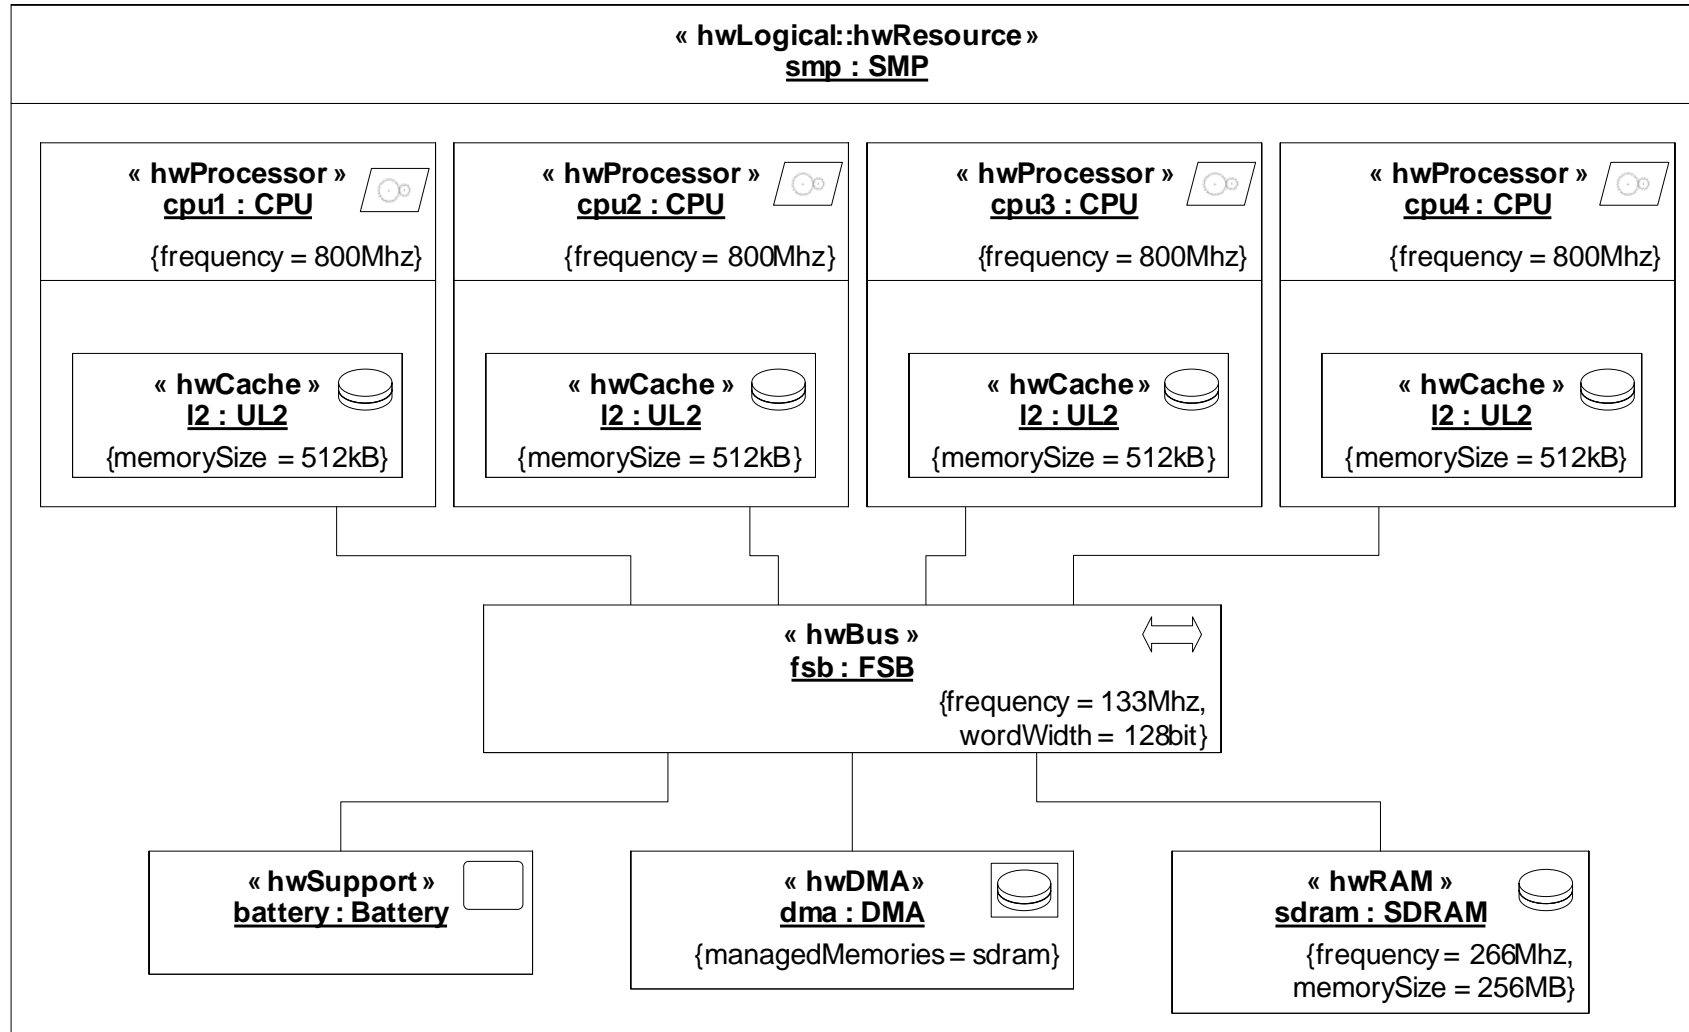 « hwLogical::hwResource»
smp : SMP
« hwProcessor »
cpu1 : CPU
{frequency = 800Mhz}
« hwCache »
l2 : UL2
{memorySize = 512kB}
« hwProcessor »
cpu2 : CPU
{frequency = 800Mhz}
« hwCache »
l2 : UL2
{memorySize = 512kB}
« hwProcessor »
cpu3 : CPU
{frequency = 800Mhz}
« hwCache »
l2 : UL2
{memorySize = 512kB}
« hwProcessor »
cpu4 : CPU
{frequency = 800Mhz}
« hwCache »
l2 : UL2
{memorySize = 512kB}
« hwBus »
fsb : FSB
{frequency = 133Mhz,
wordWidth = 128bit}
« hwSupport »
battery : Battery
« hwDMA»
dma : DMA
{managedMemories = sdram}
« hwRAM »
sdram : SDRAM
{frequency = 266Mhz,
memorySize = 256MB}